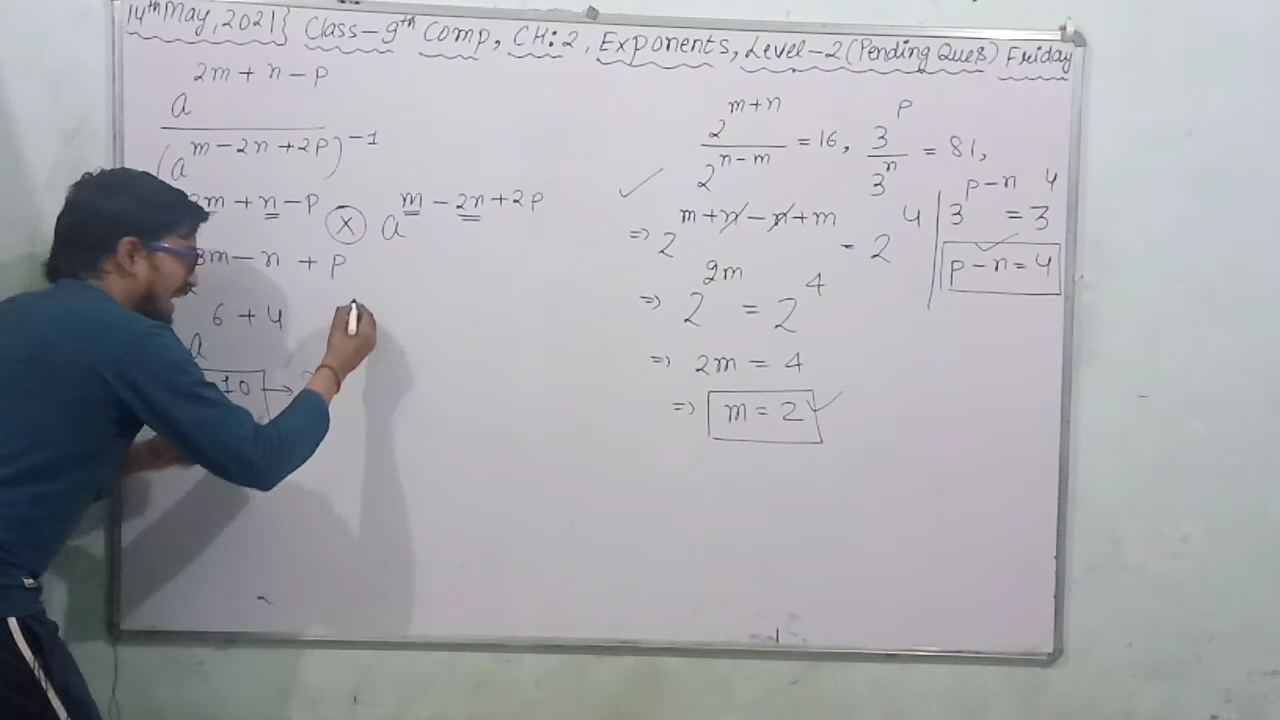 14th May, 2021} Class-9th Comp, CH:2, Exponents, Level-2 (Pending Ques) Friday
a^{2m+n-p}
(a^{m-2n+2p})^{-1}
2m+n-p × a^{m-2n+2p}
3m-n+p
a^{6+4}
10 →
2^{m+n} / 2^{n-m} = 16, 3^p / 3^n = 81,
⇒ 2^{m+n-n+m} = 2^4
⇒ 2^{2m} = 2^4
⇒ 2m = 4
⇒ m = 2
3^{p-n} = 3^4
p-n=4